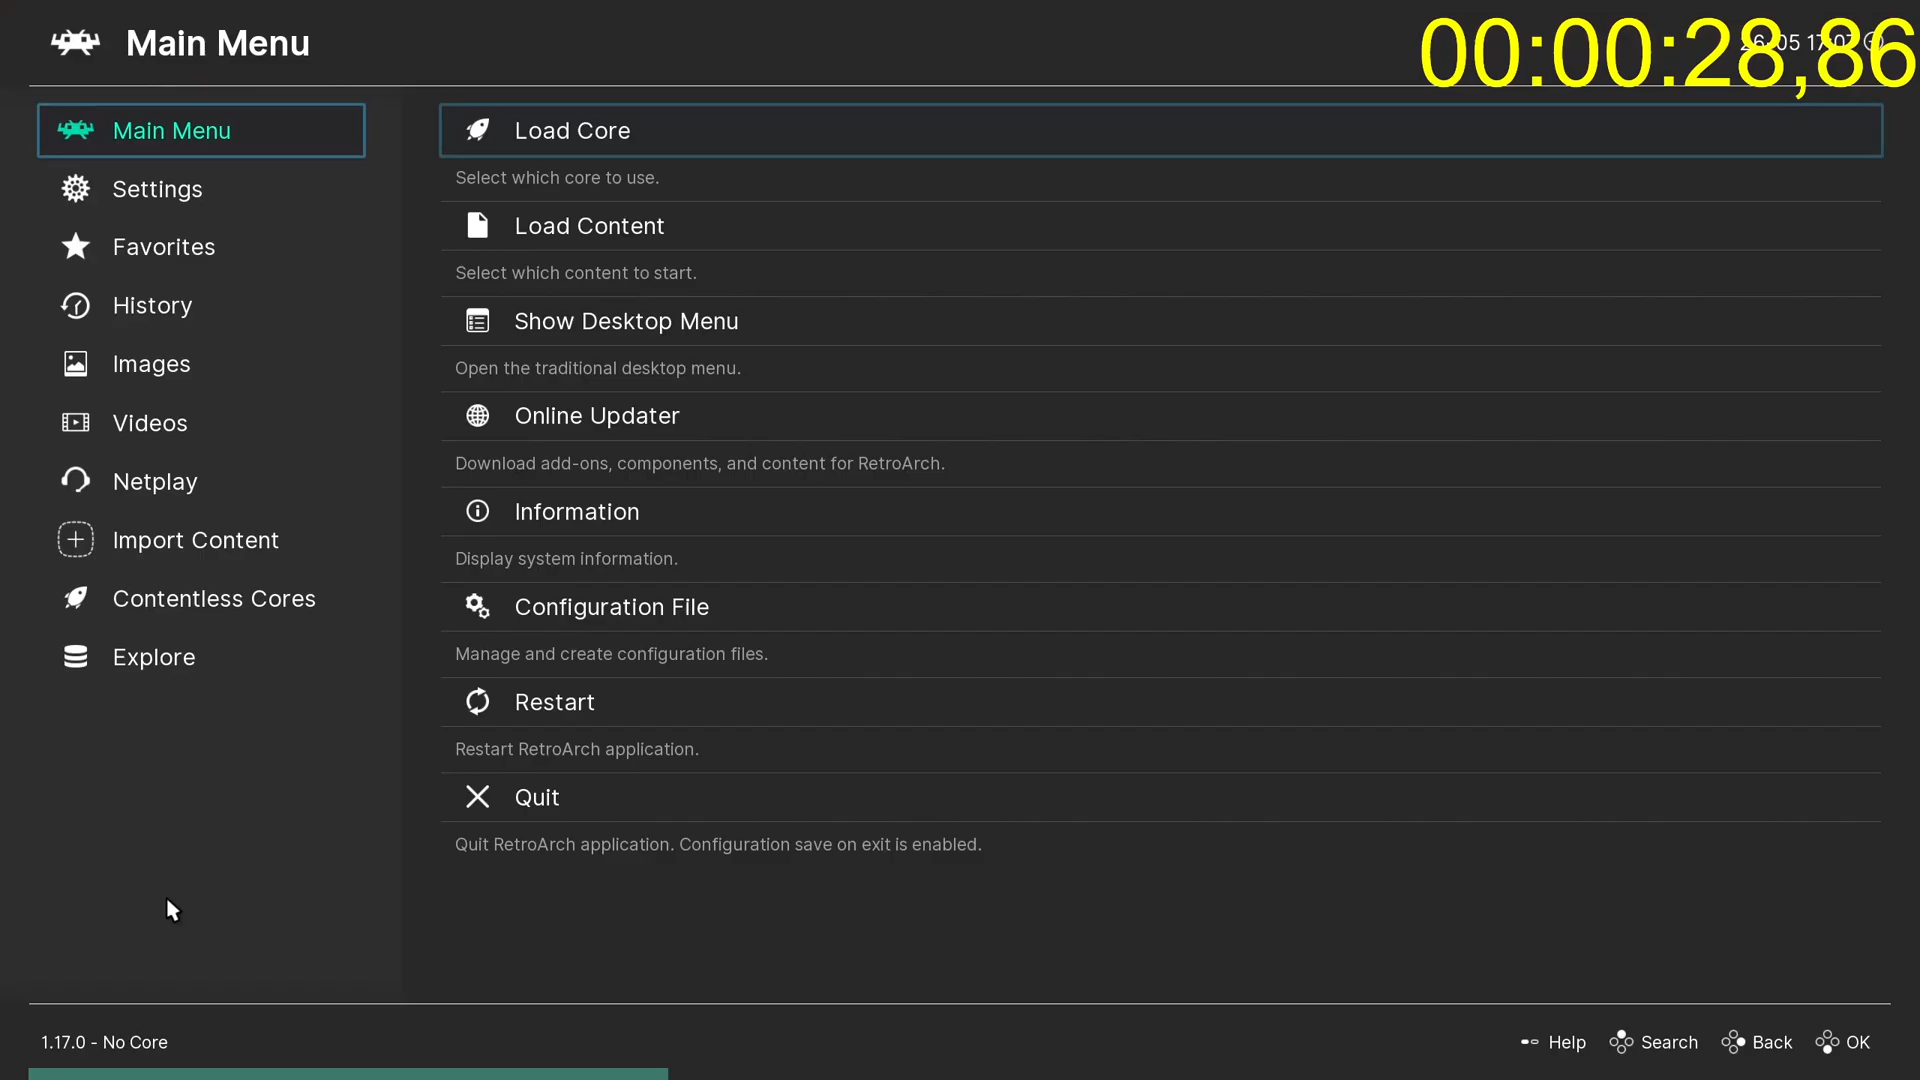 Main Menu
00:00:28,86
Main Menu
Settings
Favorites
History
Images
Videos
Netplay
Import Content
Contentless Cores
Explore
Load Core
Select which core to use.
Load Content
Select which content to start.
Show Desktop Menu
Open the traditional desktop menu.
Online Updater
Download add-ons, components, and content for RetroArch.
Information
Display system information.
Configuration File
Manage and create configuration files.
Restart
Restart RetroArch application.
Quit
Quit RetroArch application. Configuration save on exit is enabled.
1.17.0 - No Core
Help Search Back OK